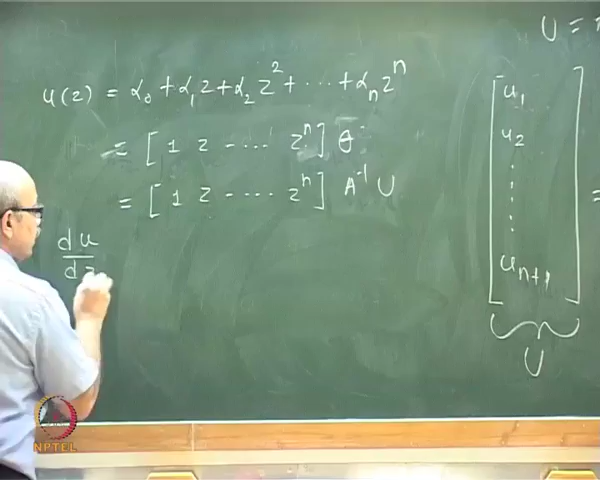 u(z) = α₀ + α₁z + α₂z² + ⋯ + αₙzⁿ
= [ 1 z - - ⋯ zⁿ ] θ
= [ 1 z - - ⋯ zⁿ ] A⁻¹ U
du
dz
U =
u₁
u₂
⋮
uₙ₊₁
U
=
NPTEL